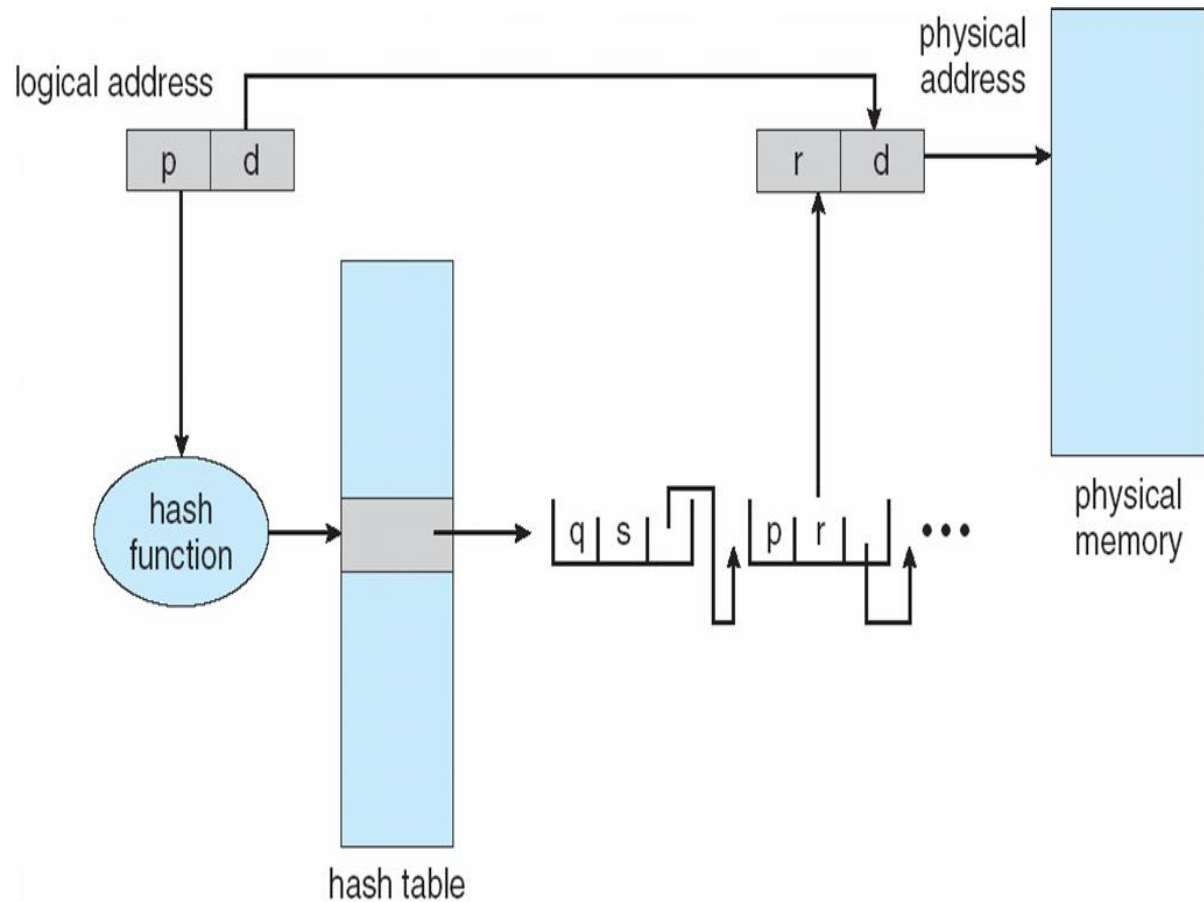 logical address
p d
physical
address
r d
hash
function
q s
p r
•••
physical
memory
hash table